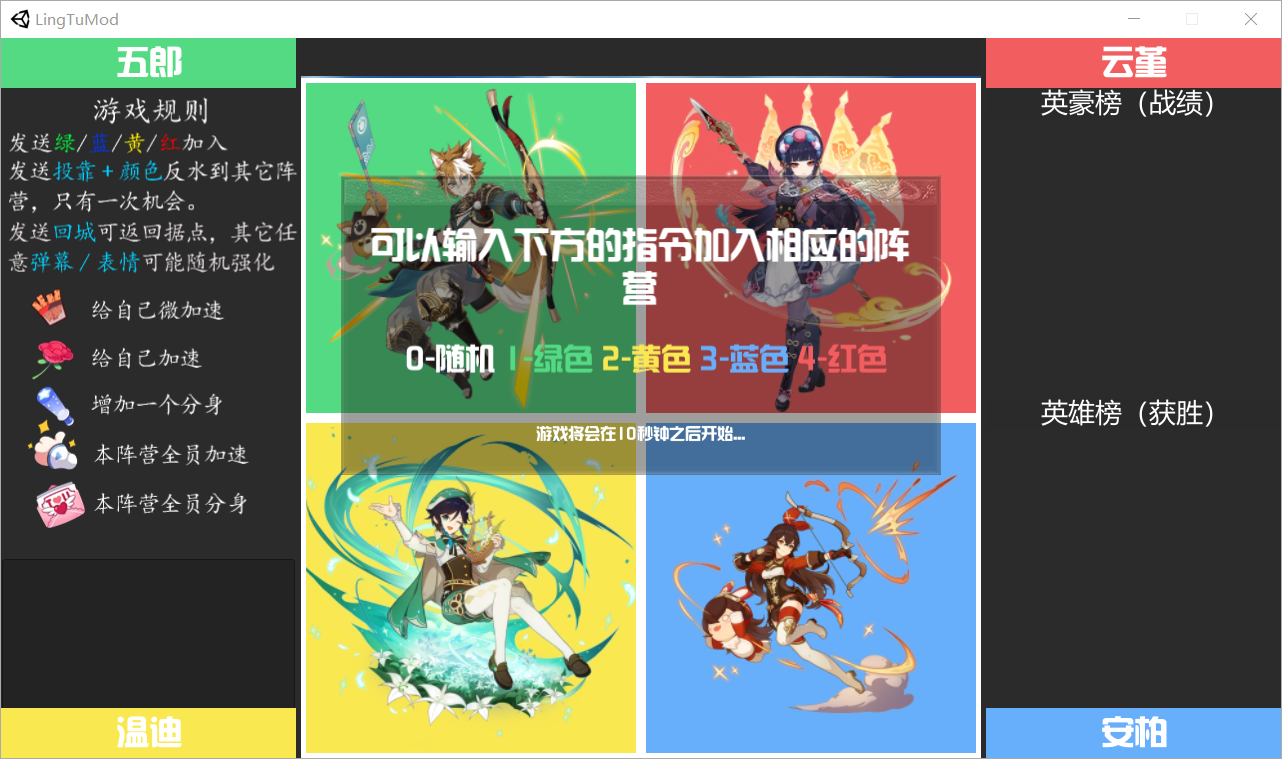 LingTuMod
五郎
游戏规则
发送绿/蓝/黄/红加入
发送投靠+颜色反水到其它阵
营，只有一次机会。
发送回城可返回据点，其它任
意弹幕/表情可能随机强化
给自己微加速
给自己加速
增加一个分身
本阵营全员加速
本阵营全员分身
温迪
可以输入下方的指令加入相应的阵
营
0-随机 1-绿色 2-黄色 3-蓝色 4-红色
游戏将会在10秒钟之后开始...
云堇
英豪榜（战绩）
英雄榜（获胜）
安柏